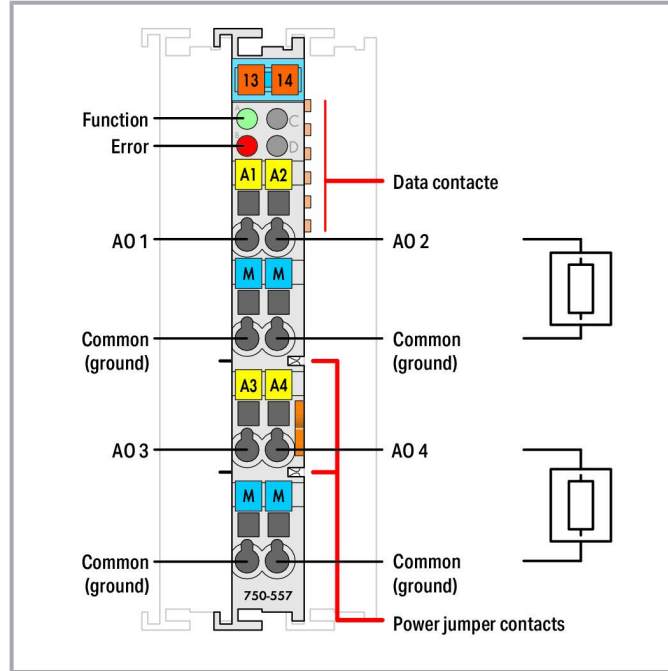 13 14
A C
Function
B D
Error
A1 A2
Data contacte
AO 1 AO 2
M M
Common Common
(ground) (ground)
A3 A4
AO 3 AO 4
M M
Common Common
(ground) (ground)
750-557
Power jumper contacts